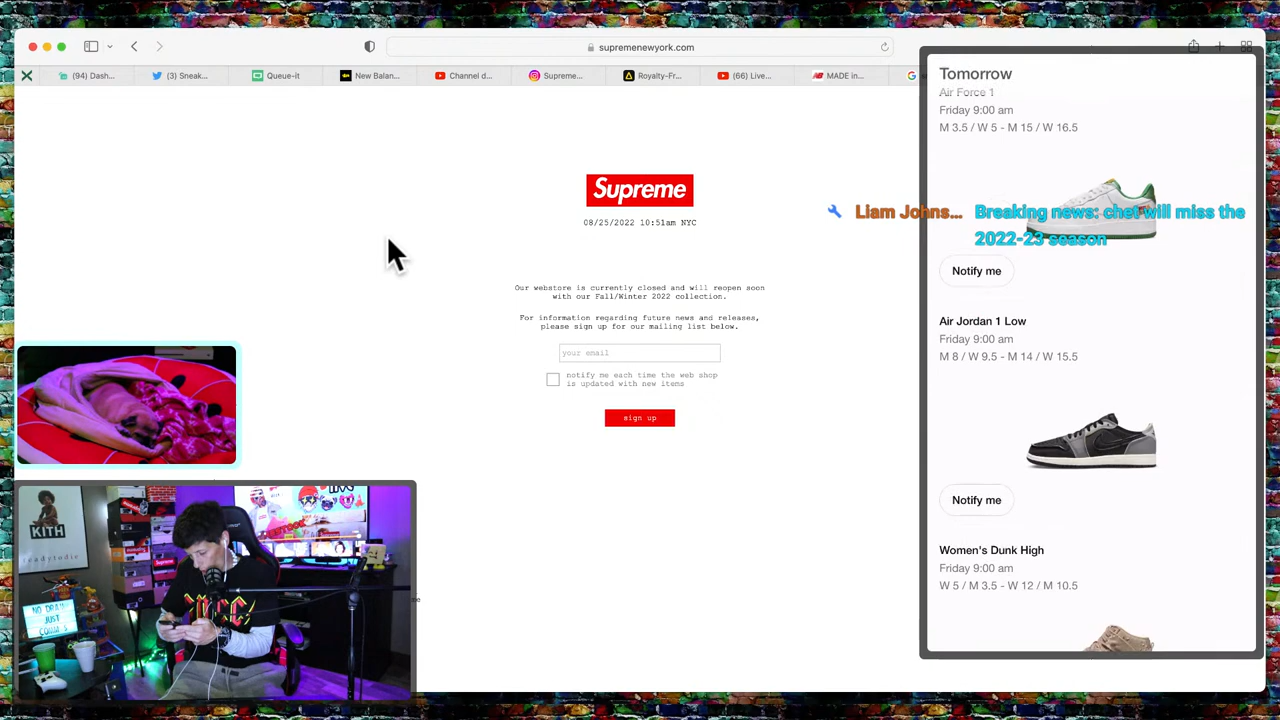 supremenewyork.com
(94) Dash...
(3) Sneak...
Queue-it
New Balan...
Channel d...
Supreme...
Royalty-Fr...
(66) Live...
MADE in...
Supreme
08/25/2022 10:51am NYC
Our webstore is currently closed and will reopen soon
with our Fall/Winter 2022 collection.
For information regarding future news and releases,
please sign up for our mailing list below.
your email
notify me each time the web shop
is updated with new items
sign up
Tomorrow
Air Force 1
Friday 9:00 am
M 3.5 / W 5 - M 15 / W 16.5
Liam Johns...
Breaking news: chet will miss the
2022-23 season
Notify me
Air Jordan 1 Low
Friday 9:00 am
M 8 / W 9.5 - M 14 / W 15.5
Notify me
Women's Dunk High
Friday 9:00 am
W 5 / M 3.5 - W 12 / M 10.5
KITH
NO DRAMA
JUST